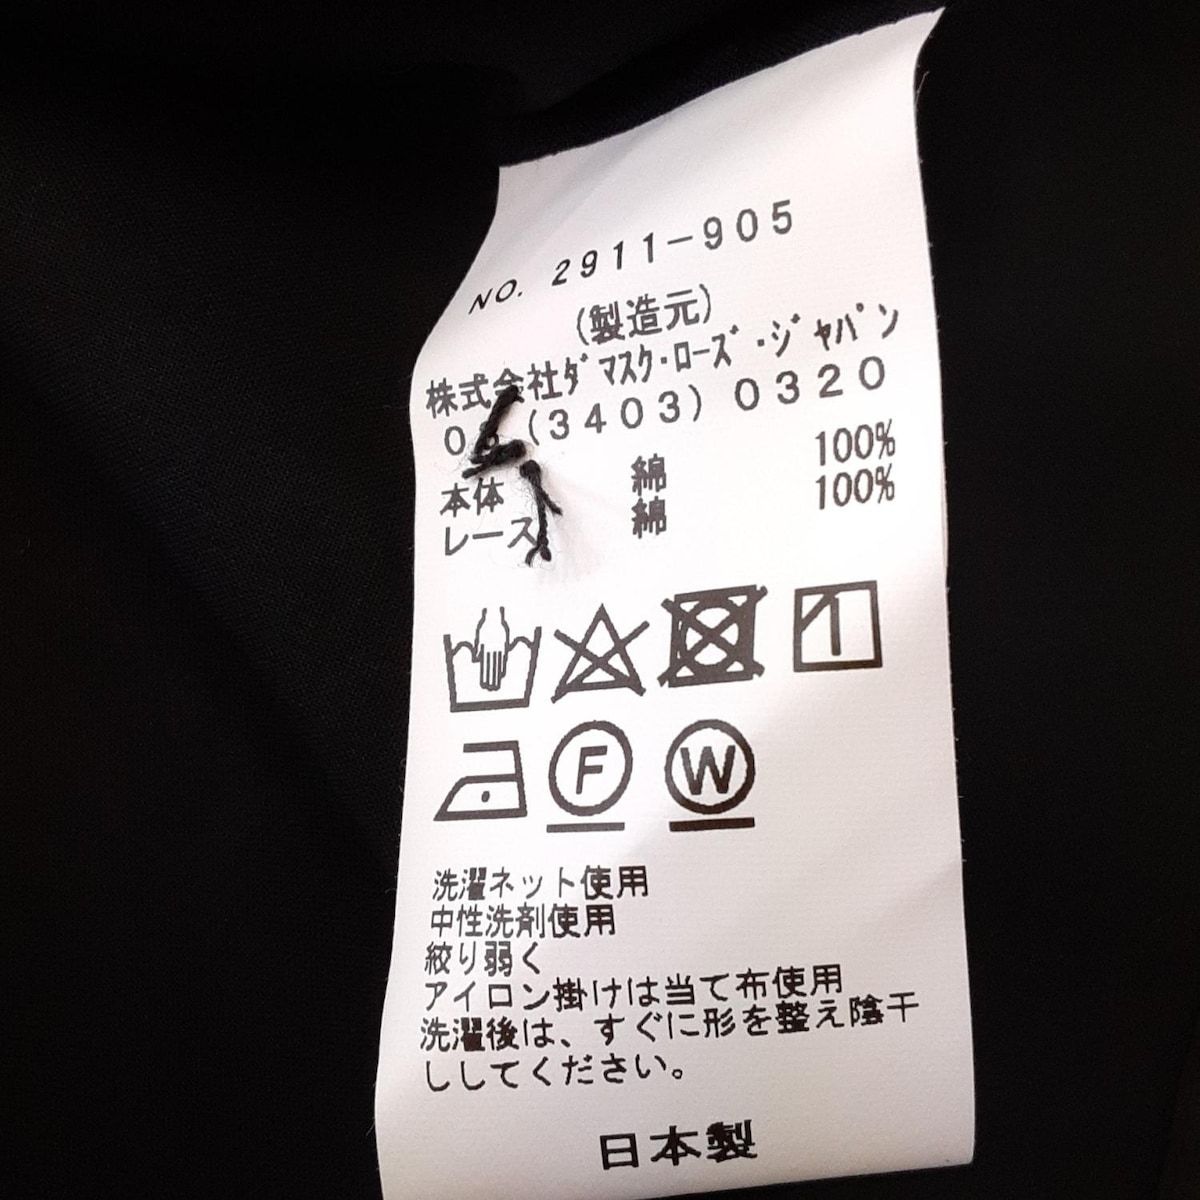 NO. 2911-905
(製造元)
株式会社ﾀﾞﾏｽｸ･ﾛｰｽﾞ･ｼﾞｬﾊﾟﾝ
(3403)0320
本体 綿 100%
レース 綿 100%
F W
洗濯ネット使用
中性洗剤使用
絞り弱く
アイロン掛けは当て布使用
洗濯後は、すぐに形を整え陰干
ししてください。
日本製